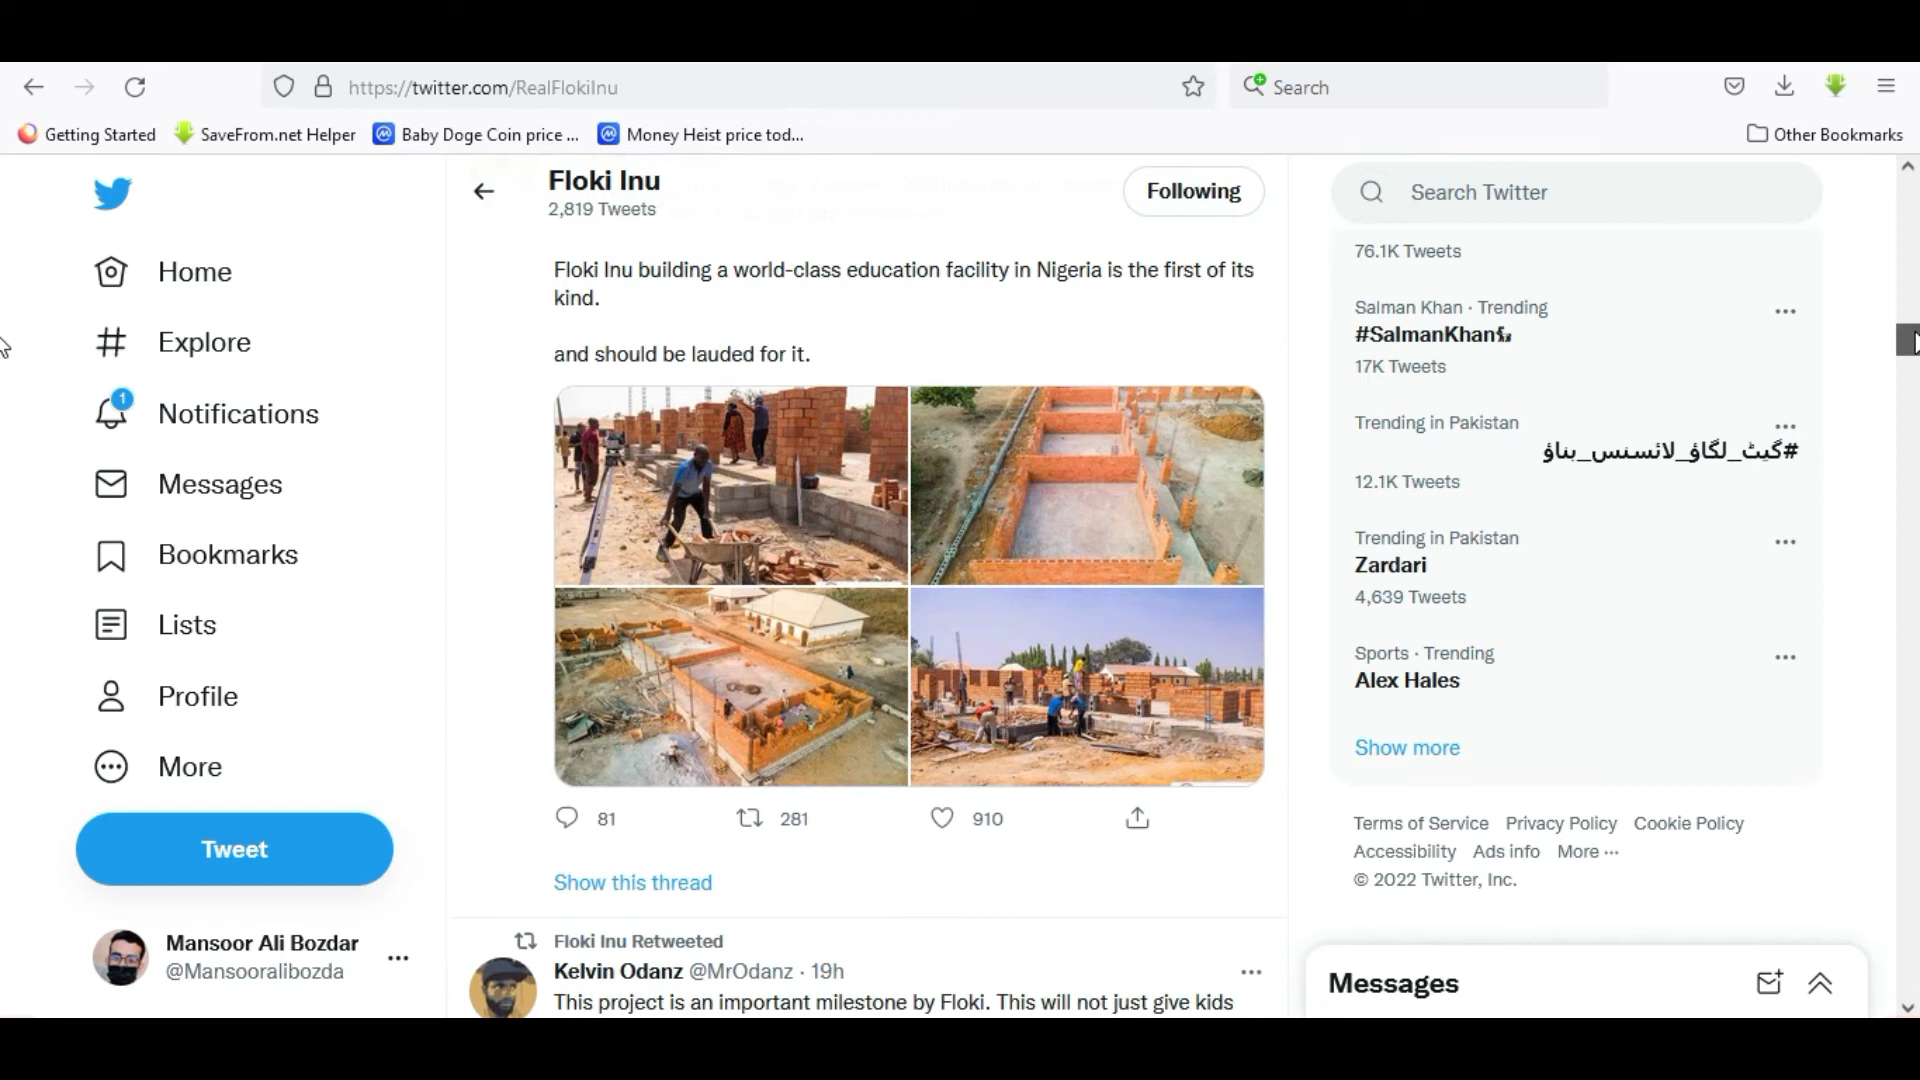 https://twitter.com/RealFlokiInu
Search
Getting Started
SaveFrom.net Helper
Baby Doge Coin price ...
Money Heist price tod...
Other Bookmarks
Home
Explore
1
Notifications
Messages
Bookmarks
Lists
Profile
More
Tweet
Mansoor Ali Bozdar
@Mansooralibozda
Floki Inu
2,819 Tweets
Following
Floki Inu building a world-class education facility in Nigeria is the first of its
kind.
and should be lauded for it.
81
281
910
Show this thread
Floki Inu Retweeted
Kelvin Odanz @MrOdanz · 19h
This project is an important milestone by Floki. This will not just give kids
Search Twitter
76.1K Tweets
Salman Khan · Trending
#SalmanKhan
17K Tweets
Trending in Pakistan
#گیٹ_لگاؤ_لائسنس_بناؤ
12.1K Tweets
Trending in Pakistan
Zardari
4,639 Tweets
Sports · Trending
Alex Hales
Show more
Terms of Service Privacy Policy Cookie Policy
Accessibility Ads info More ···
© 2022 Twitter, Inc.
Messages